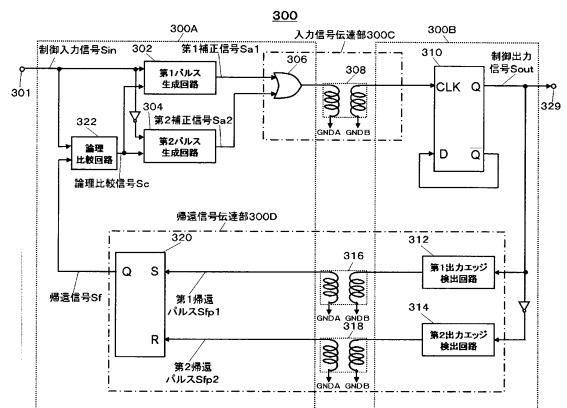 300
300A
300B
制御入力信号Sin
302
第1補正信号Sa1
入力信号伝達部300C
306
308
310
制御出力
信号Sout
301
第1パルス
生成回路
CLK
Q
329
304
第2補正信号Sa2
322
論理
比較回路
第2パルス
生成回路
GNDA
GNDB
D
Q
論理比較信号Sc
帰還信号伝達部300D
320
316
312
Q
S
第1出力エッジ
検出回路
帰還信号Sf
第1帰還
パルスSfp1
GNDA
GNDB
318
314
R
第2出力エッジ
検出回路
第2帰還
パルスSfp2
GNDA
GNDB